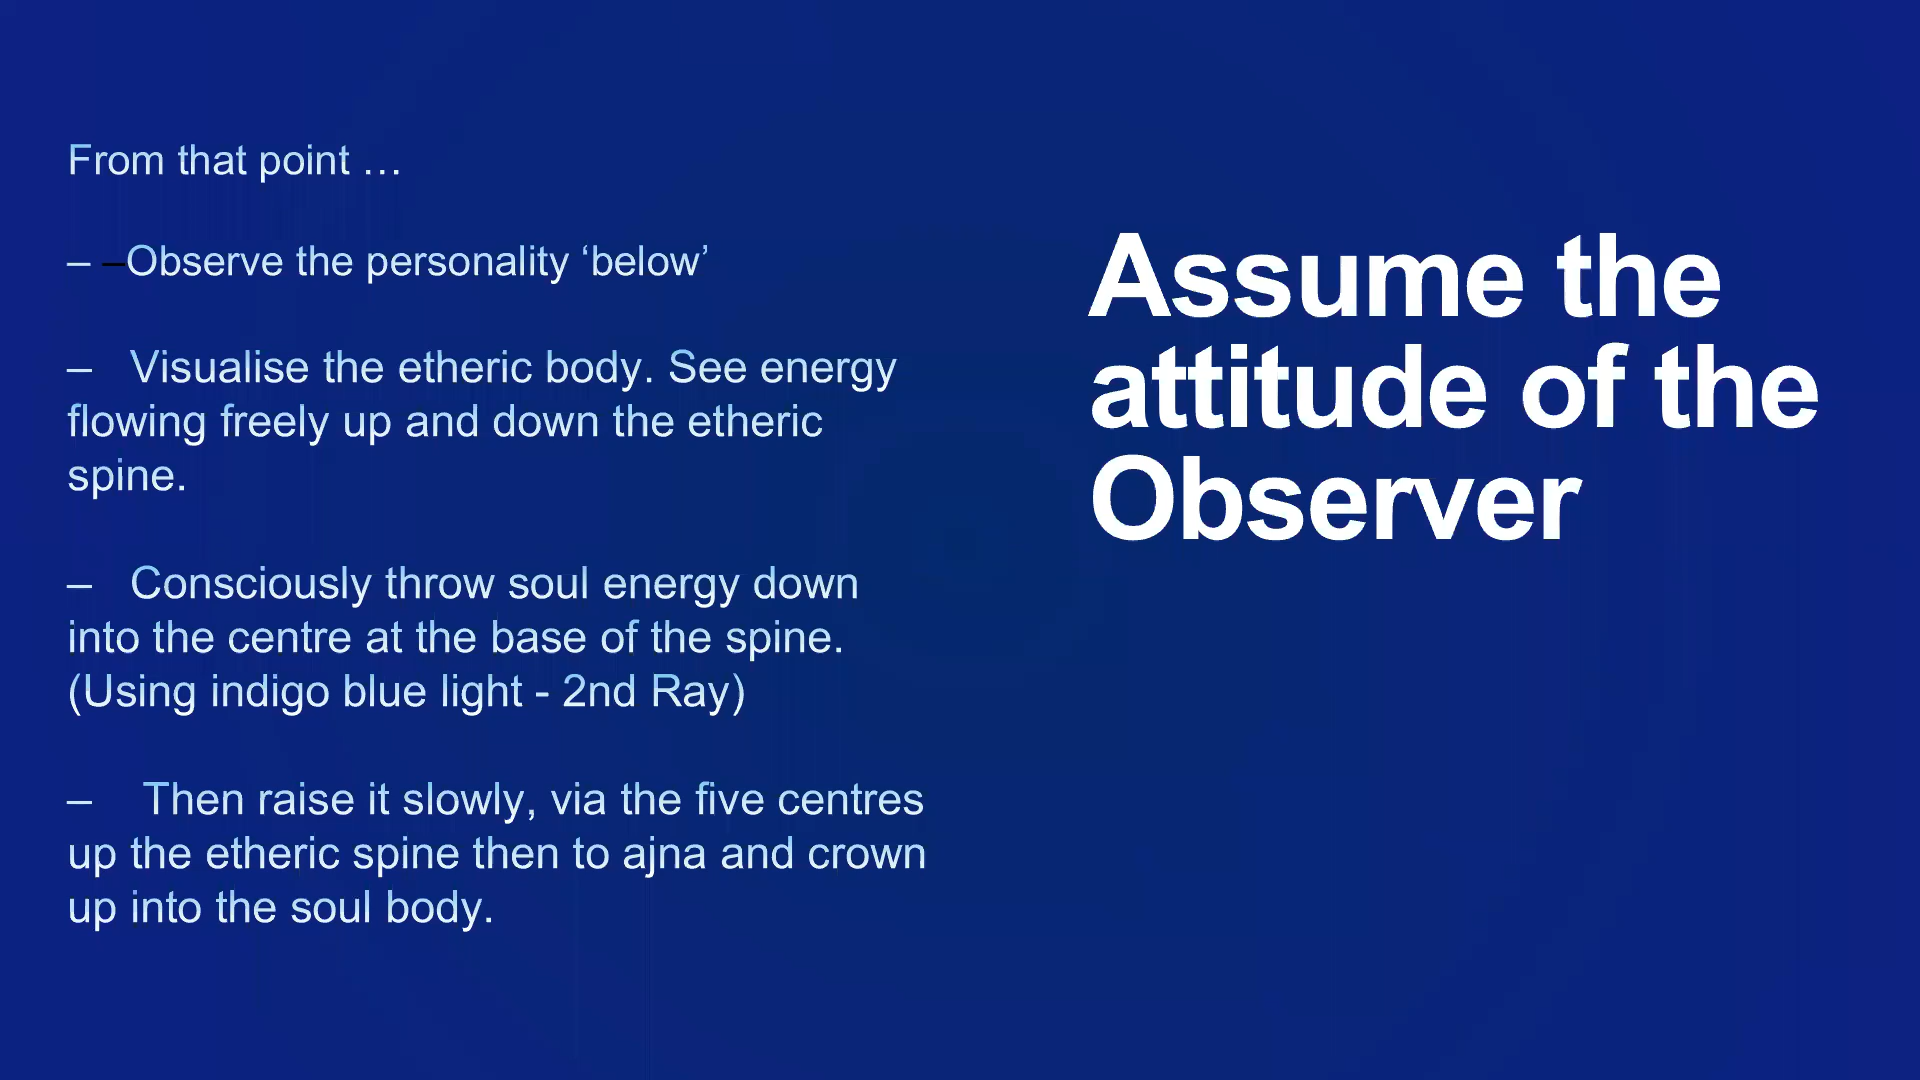 From that point …
– –Observe the personality ‘below’
– Visualise the etheric body. See energy
flowing freely up and down the etheric
spine.
– Consciously throw soul energy down
into the centre at the base of the spine.
(Using indigo blue light - 2nd Ray)
– Then raise it slowly, via the five centres
up the etheric spine then to ajna and crown
up into the soul body.
Assume the
attitude of the
Observer